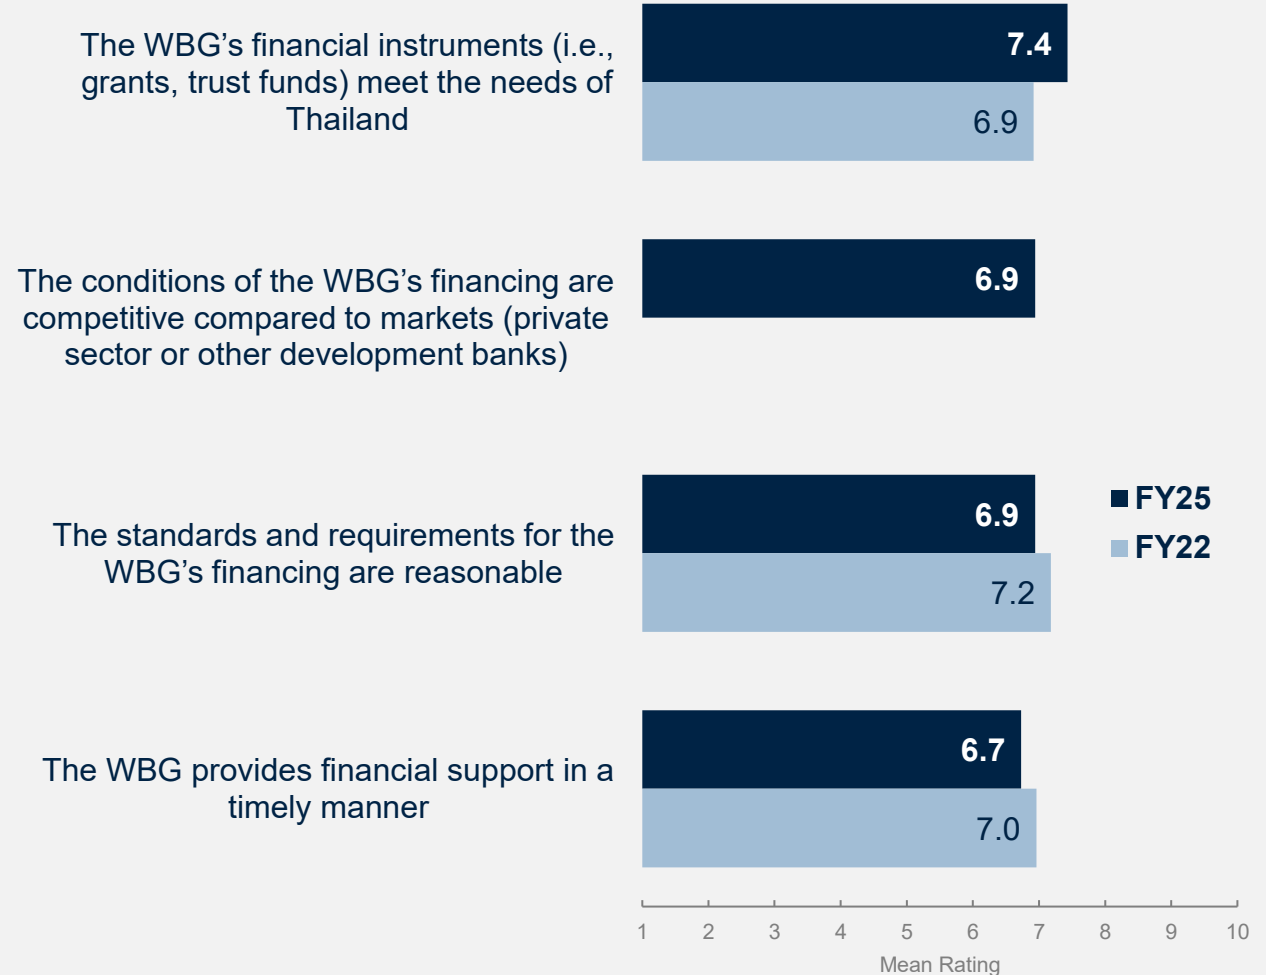 The WBG’s financial instruments (i.e.,
grants, trust funds) meet the needs of
Thailand
7.4
6.9
The conditions of the WBG’s financing are
competitive compared to markets (private
sector or other development banks)
6.9
The standards and requirements for the
WBG’s financing are reasonable
6.9
7.2
FY25
FY22
The WBG provides financial support in a
timely manner
6.7
7.0
1 2 3 4 5 6 7 8 9 10
Mean Rating